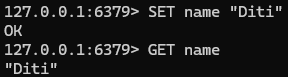 127.0.0.1:6379> SET name "Diti"
OK
127.0.0.1:6379> GET name
"Diti"